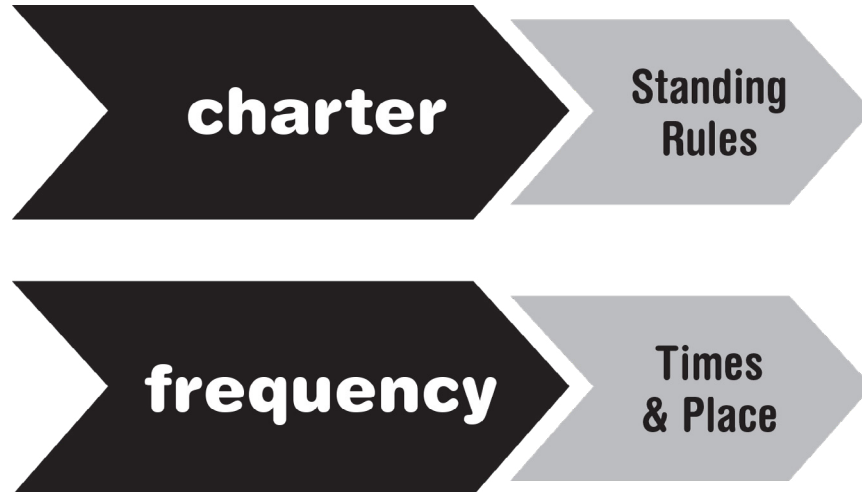 charter
Standing
Rules
frequency
Times
& Place